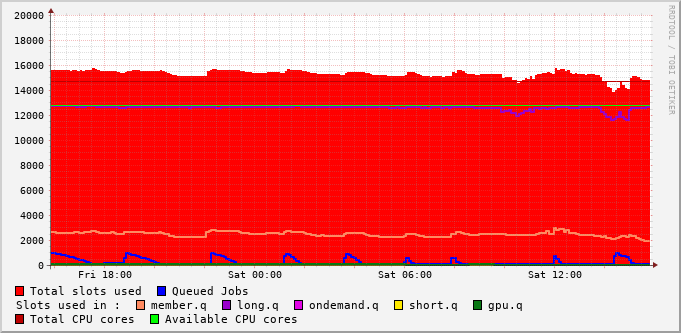 RRDTOOL / TOBI OETIKER
20000
18000
16000
14000
12000
10000
8000
6000
4000
2000
0
Fri 18:00 Sat 00:00 Sat 06:00 Sat 12:00
Total slots used Queued Jobs
Slots used in : member.q long.q ondemand.q short.q gpu.q
Total CPU cores Available CPU cores